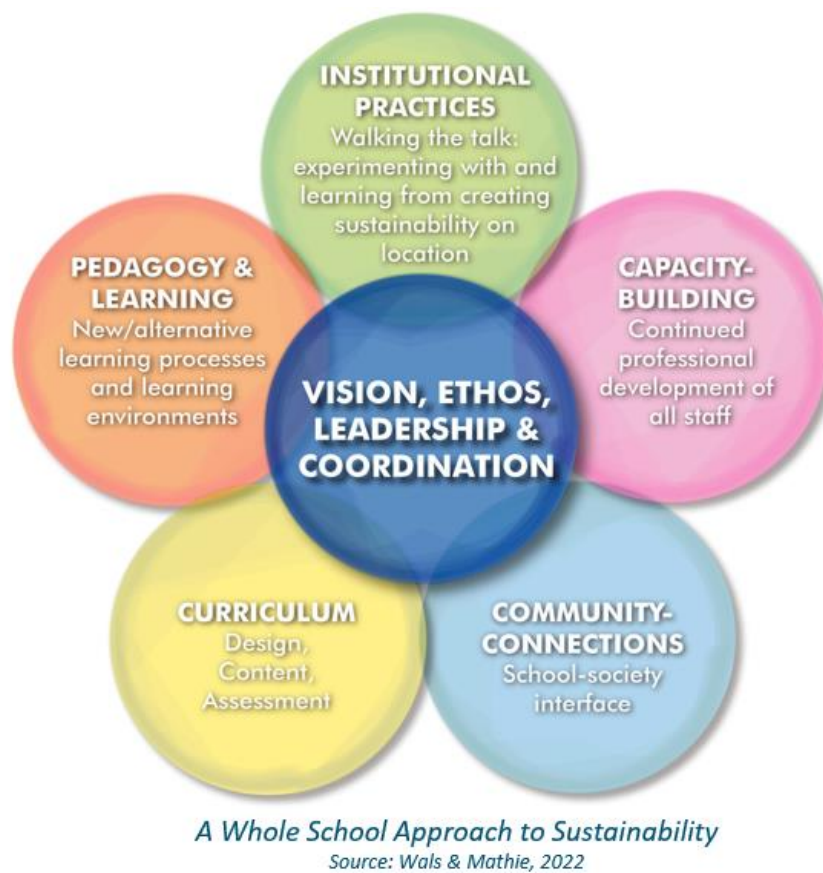 INSTITUTIONAL
PRACTICES
Walking the talk:
experimenting with and
learning from creating
sustainability on
location
PEDAGOGY &
LEARNING
New/alternative
learning processes
and learning
environments
CAPACITY-
BUILDING
Continued
professional
development of
all staff
VISION, ETHOS,
LEADERSHIP &
COORDINATION
CURRICULUM
Design,
Content,
Assessment
COMMUNITY-
CONNECTIONS
School-society
interface
A Whole School Approach to Sustainability
Source: Wals & Mathie, 2022